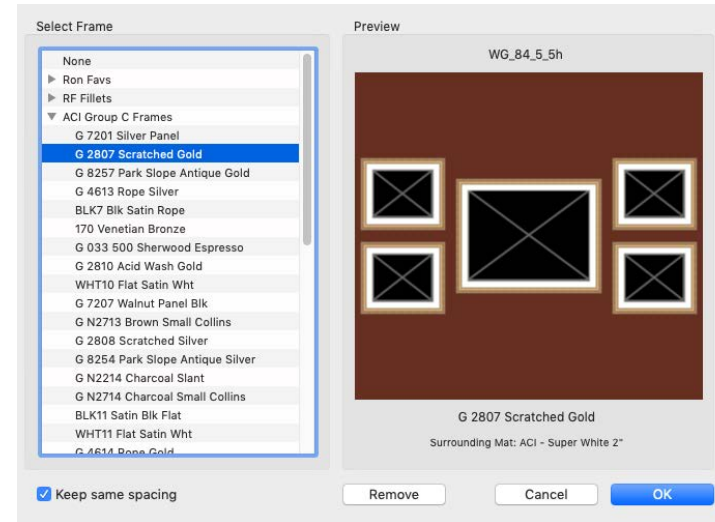 Select Frame
None
Ron Favs
RF Fillets
ACI Group C Frames
G 7201 Silver Panel
G 2807 Scratched Gold
G 8257 Park Slope Antique Gold
G 4613 Rope Silver
BLK7 Blk Satin Rope
170 Venetian Bronze
G 033 500 Sherwood Espresso
G 2810 Acid Wash Gold
WHT10 Flat Satin Wht
G 7207 Walnut Panel Blk
G N2713 Brown Small Collins
G 2808 Scratched Silver
G 8254 Park Slope Antique Silver
G N2214 Charcoal Slant
G N2714 Charcoal Small Collins
BLK11 Satin Blk Flat
WHT11 Flat Satin Wht
G 4614 Rope Gold
Preview
WG_84_5_5h
G 2807 Scratched Gold
Surrounding Mat: ACI - Super White 2"
Keep same spacing
Remove
Cancel
OK